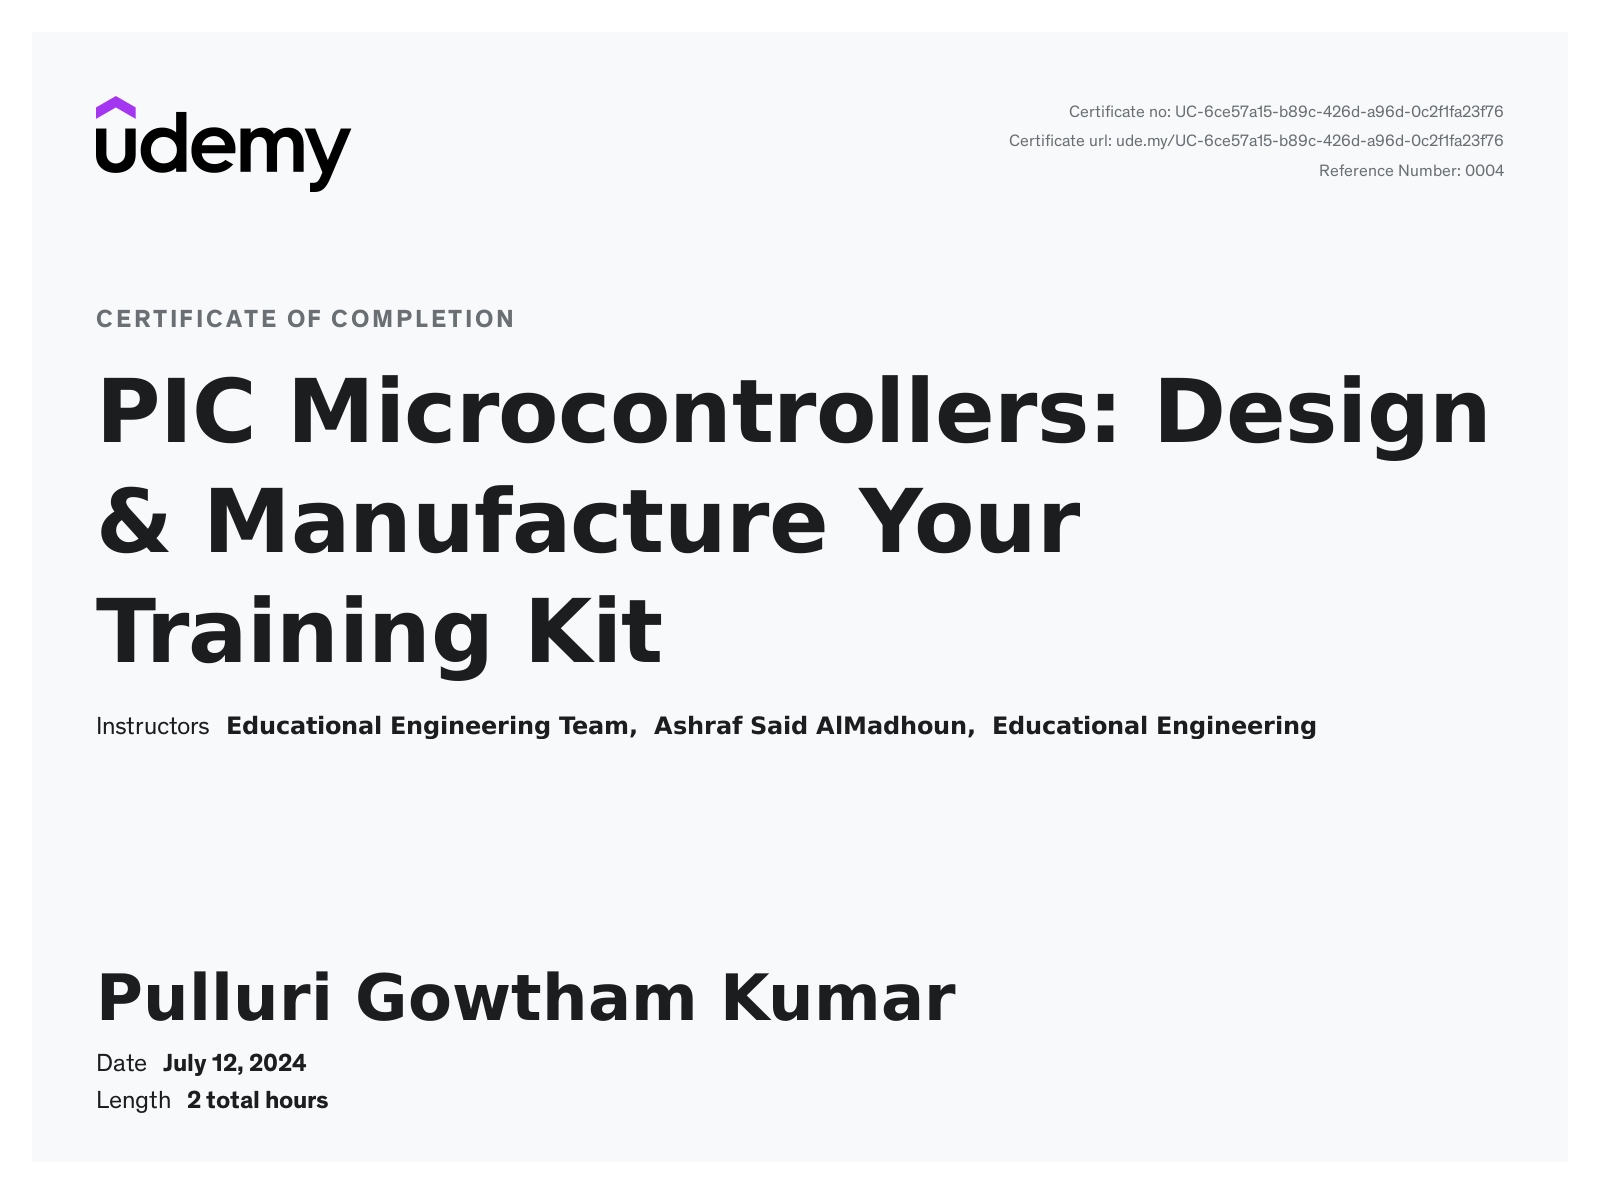 udemy
Certificate no: UC-6ce57a15-b89c-426d-a96d-0c2f1fa23f76
Certificate url: ude.my/UC-6ce57a15-b89c-426d-a96d-0c2f1fa23f76
Reference Number: 0004
CERTIFICATE OF COMPLETION
PIC Microcontrollers: Design
& Manufacture Your
Training Kit
Instructors Educational Engineering Team, Ashraf Said AlMadhoun, Educational Engineering
Pulluri Gowtham Kumar
Date July 12, 2024
Length 2 total hours